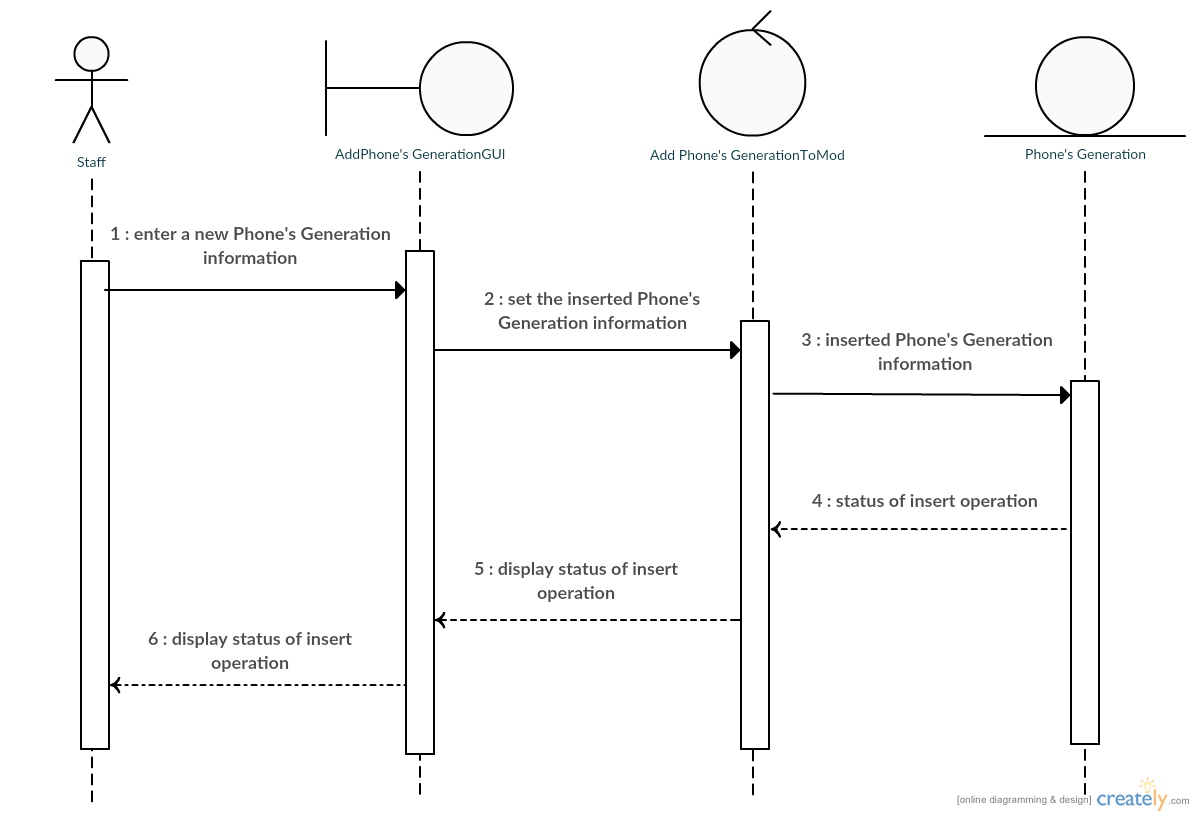 Staff
AddPhone's GenerationGUI
Add Phone's GenerationToMod
Phone's Generation
1 : enter a new Phone's Generation
information
2 : set the inserted Phone's
Generation information
3 : inserted Phone's Generation
information
4 : status of insert operation
5 : display status of insert
operation
6 : display status of insert
operation
[online diagramming & design] creately.com